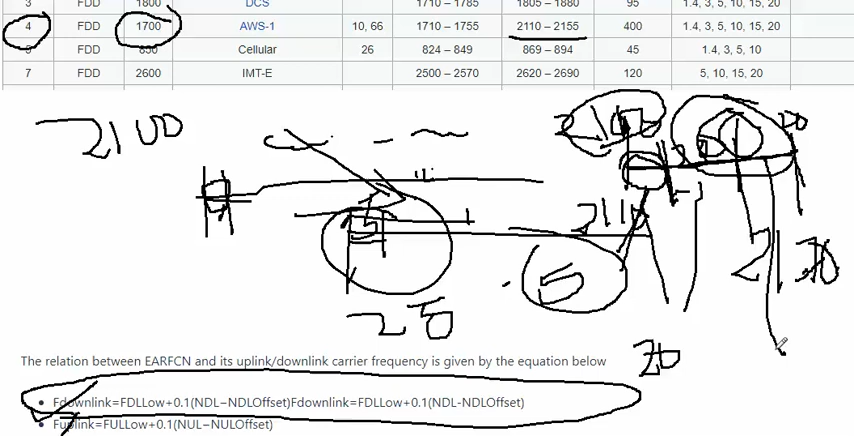 3 FDD 1800 DCS 1710 – 1785 1805 – 1880 95 1.4, 3, 5, 10, 15, 20
4 FDD 1700 AWS-1 10, 66 1710 – 1755 2110 – 2155 400 1.4, 3, 5, 10, 15, 20
5 FDD 850 Cellular 26 824 – 849 869 – 894 45 1.4, 3, 5, 10
7 FDD 2600 IMT-E 2500 – 2570 2620 – 2690 120 5, 10, 15, 20
2100
5
20
The relation between EARFCN and its uplink/downlink carrier frequency is given by the equation below
Fdownlink=FDLLow+0.1(NDL−NDLOffset)Fdownlink=FDLLow+0.1(NDL-NDLOffset)
Fuplink=FULLow+0.1(NUL−NULOffset)